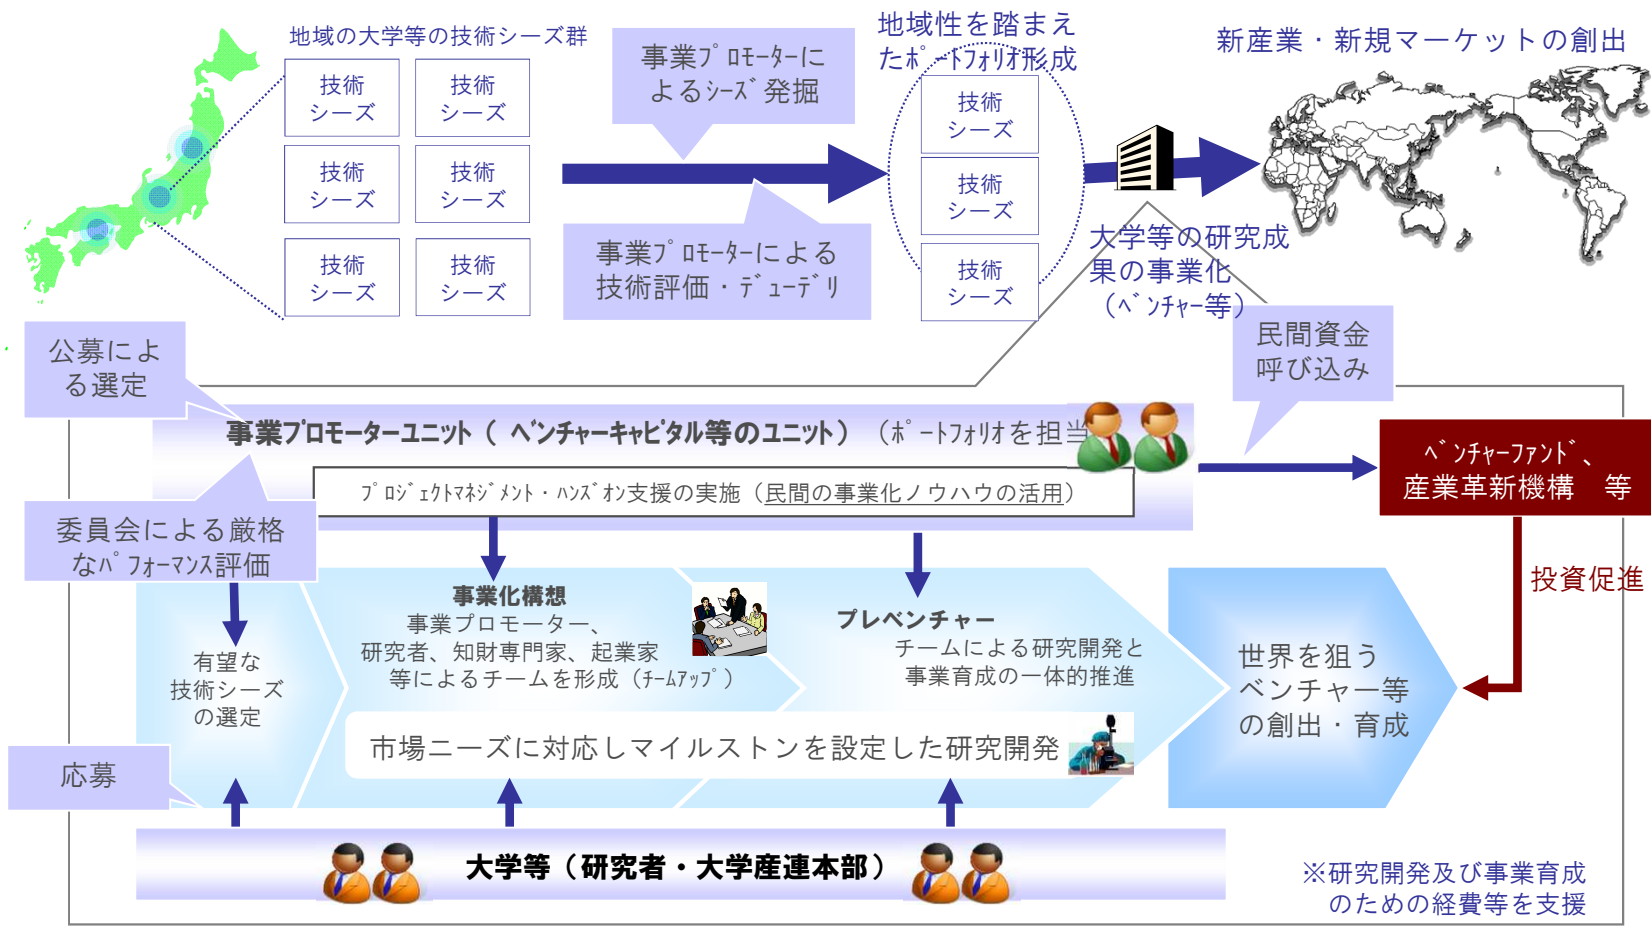 地域の大学等の技術シーズ群
技術
シーズ
技術
シーズ
技術
シーズ
技術
シーズ
技術
シーズ
技術
シーズ
事業ﾌﾟﾛﾓｰﾀｰに
よるｼｰｽﾞ発掘
事業ﾌﾟﾛﾓｰﾀｰによる
技術評価・ﾃﾞｭｰﾃﾞﾘ
地域性を踏まえ
たﾎﾟｰﾄﾌｫﾘｵ形成
技術
シーズ
技術
シーズ
技術
シーズ
新産業・新規マーケットの創出
大学等の研究成
果の事業化
（ﾍﾞﾝﾁｬｰ等）
民間資金
呼び込み
公募によ
る選定
事業プロモーターユニット（ ベンチャーキャピタル等のユニット）（ﾎﾟｰﾄﾌｫﾘｵを担当
ﾌﾟﾛｼﾞｪｸﾄﾏﾈｼﾞﾒﾝﾄ・ﾊﾝｽﾞｵﾝ支援の実施（民間の事業化ノウハウの活用）
ﾍﾞﾝﾁｬｰﾌｧﾝﾄﾞ、
産業革新機構　等
委員会による厳格
なﾊﾟﾌｫｰﾏﾝｽ評価
投資促進
有望な
技術シーズ
の選定
事業化構想
事業プロモーター、
研究者、知財専門家、起業家
等によるチームを形成（ﾁｰﾑｱｯﾌﾟ）
プレベンチャー
チームによる研究開発と
事業育成の一体的推進
世界を狙う
ベンチャー等
の創出・育成
市場ニーズに対応しマイルストンを設定した研究開発
応募
大学等（研究者・大学産連本部）
※研究開発及び事業育成
のための経費等を支援